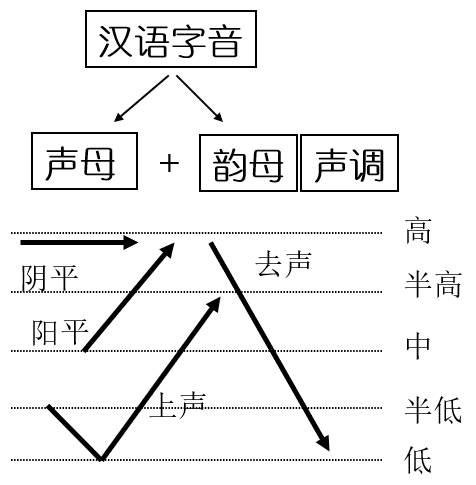 汉语字音
声母 + 韵母 声调
高
阴平
去声
半高
阳平
中
上声
半低
低